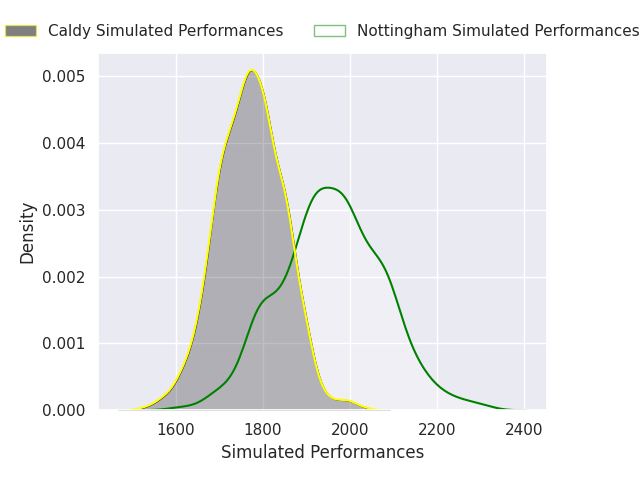 Caldy Simulated Performances Nottingham Simulated Performances
0.005
0.004
0.003
0.002
0.001
0.000
Density
1600 1800 2000 2200 2400
Simulated Performances